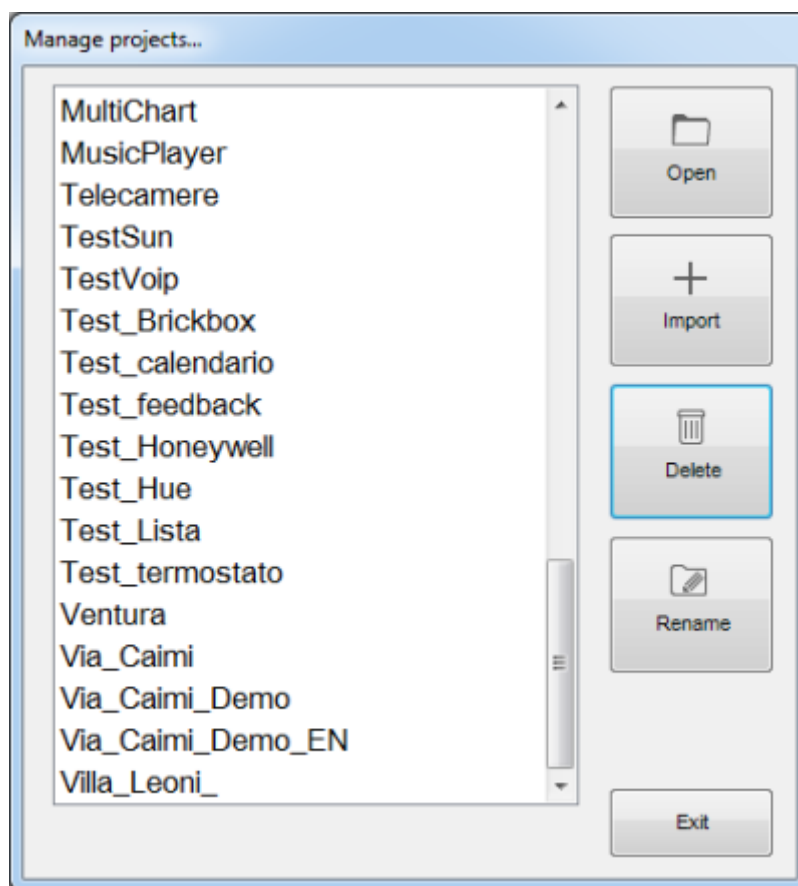 Manage projects...
MultiChart
MusicPlayer
Telecamere
TestSun
TestVoip
Test_Brickbox
Test_calendario
Test_feedback
Test_Honeywell
Test_Hue
Test_Lista
Test_termostato
Ventura
Via_Caimi
Via_Caimi_Demo
Via_Caimi_Demo_EN
Villa_Leoni_
Open
Import
Delete
Rename
Exit